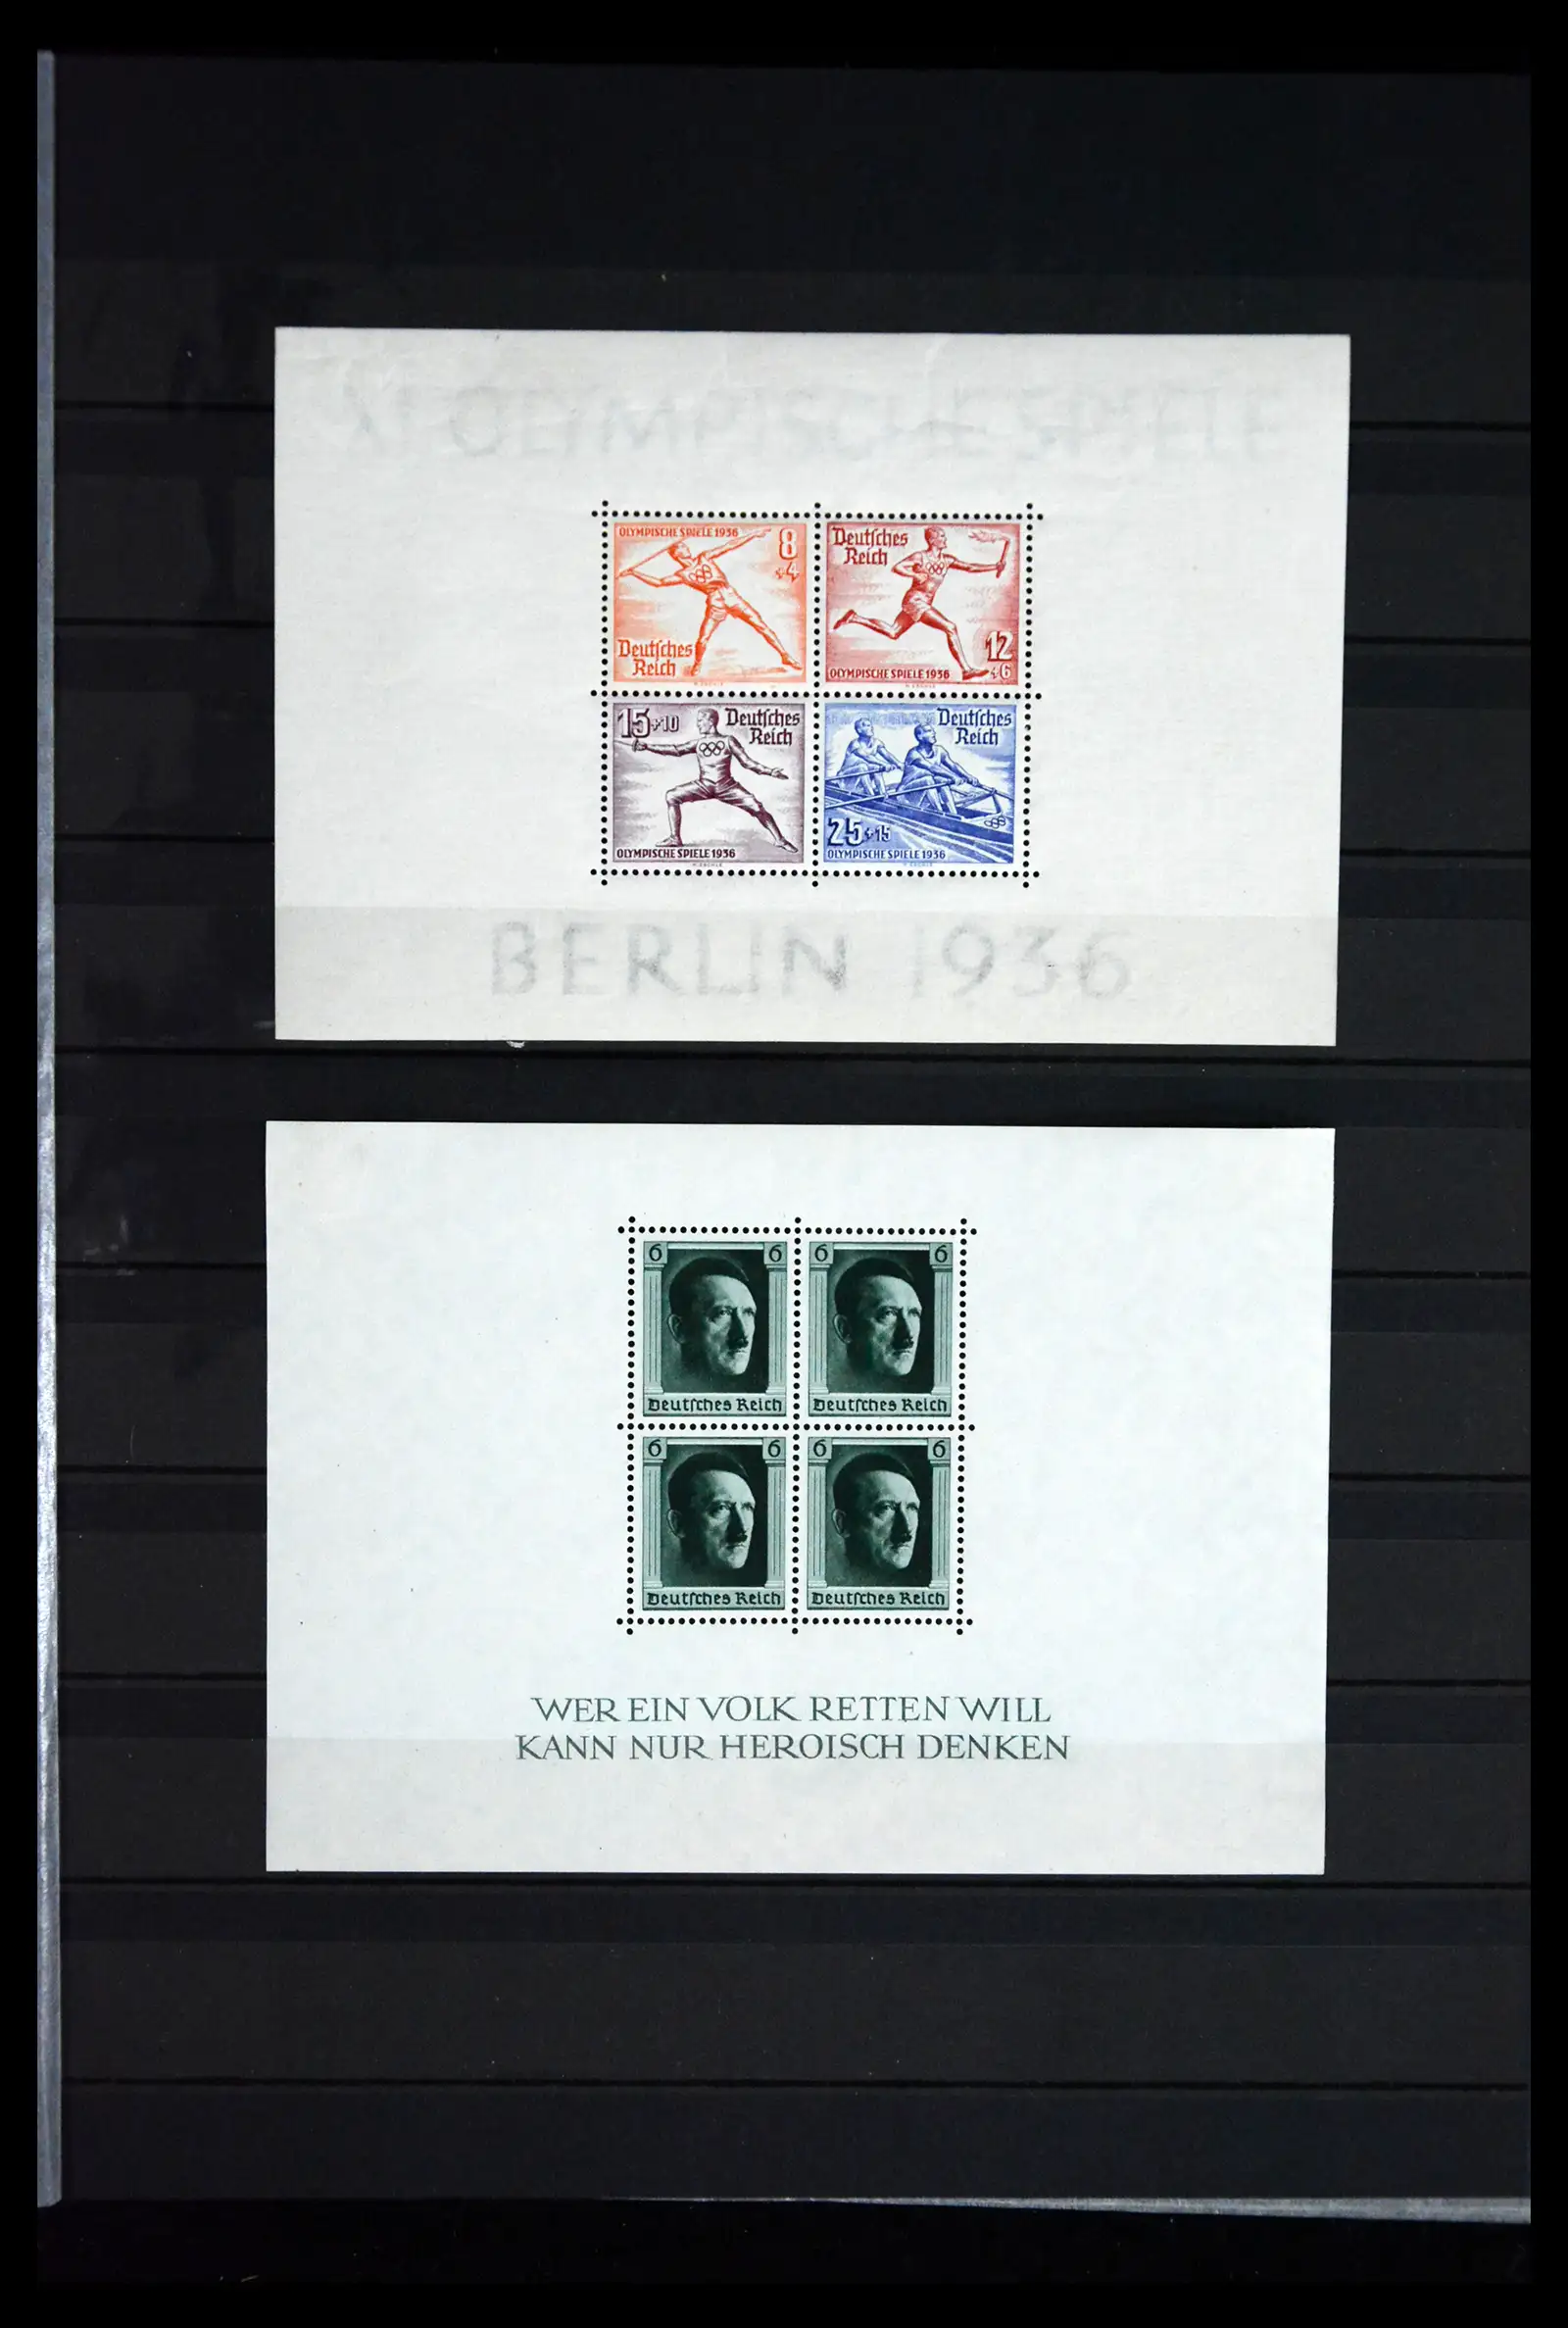 XI OLYMPISCHE SPIELE
OLYMPISCHE SPIELE 1936
8
+4
Deutsches
Reich
Deutsches
Reich
12
+6
OLYMPISCHE SPIELE 1936
15+10
Deutsches
Reich
OLYMPISCHE SPIELE 1936
Deutsches
Reich
25+15
OLYMPISCHE SPIELE 1936
BERLIN 1936
6 6
Deutsches Reich
6 6
Deutsches Reich
6 6
Deutsches Reich
6 6
Deutsches Reich
WER EIN VOLK RETTEN WILL
KANN NUR HEROISCH DENKEN